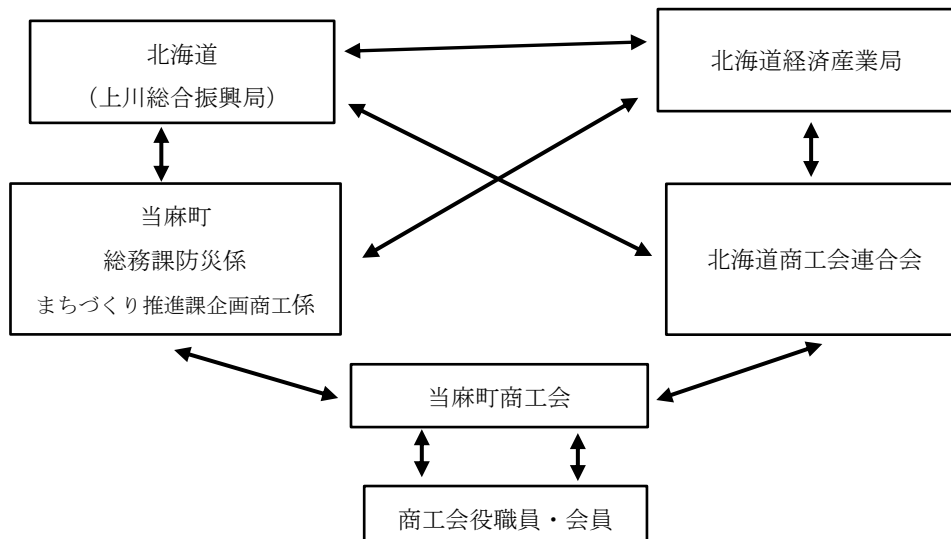 北海道
（上川総合振興局）
北海道経済産業局
当麻町
総務課防災係
まちづくり推進課企画商工係
北海道商工会連合会
当麻町商工会
商工会役職員・会員